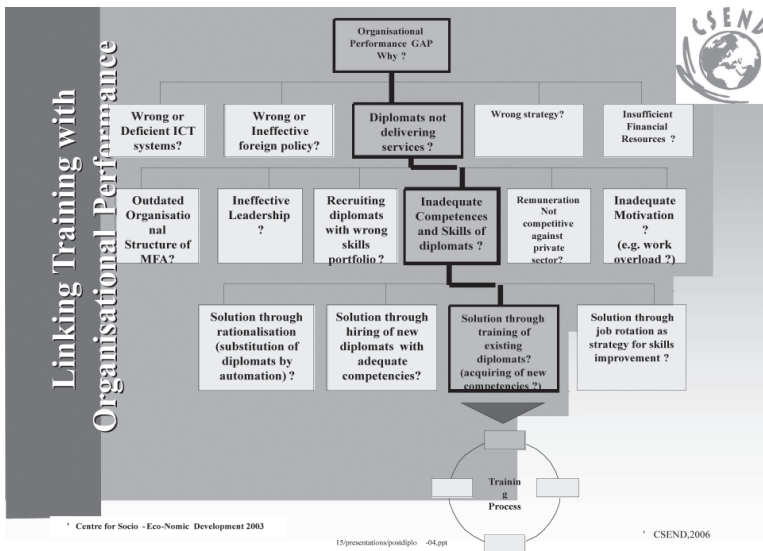 Linking Training with
Organisational Performance
CSEND
Organisational
Performance GAP
Why ?
Wrong or
Deficient ICT
systems?
Wrong or
Ineffective
foreign policy?
Diplomats not
delivering
services ?
Wrong strategy?
Insufficient
Financial
Resources ?
Outdated
Organisatio
nal
Structure of
MFA?
Ineffective
Leadership
?
Recruiting
diplomats
with wrong
skills
portfolio ?
Inadequate
Competences
and Skills of
diplomats ?
Remuneration
Not
competitive
against
private
sector?
Inadequate
Motivation
?
(e.g. work
overload ?)
Solution through
rationalisation
(substitution of
diplomats by
automation) ?
Solution through
hiring of new
diplomats with
adequate
competencies?
Solution through
training of
existing
diplomats?
(acquiring of new
competencies ?)
Solution through
job rotation as
strategy for skills
improvement ?
Trainin
g
Process
' Centre for Socio -Eco-Nomic Development 2003
15/presentations/postdiplo -04.ppt
' CSEND,2006